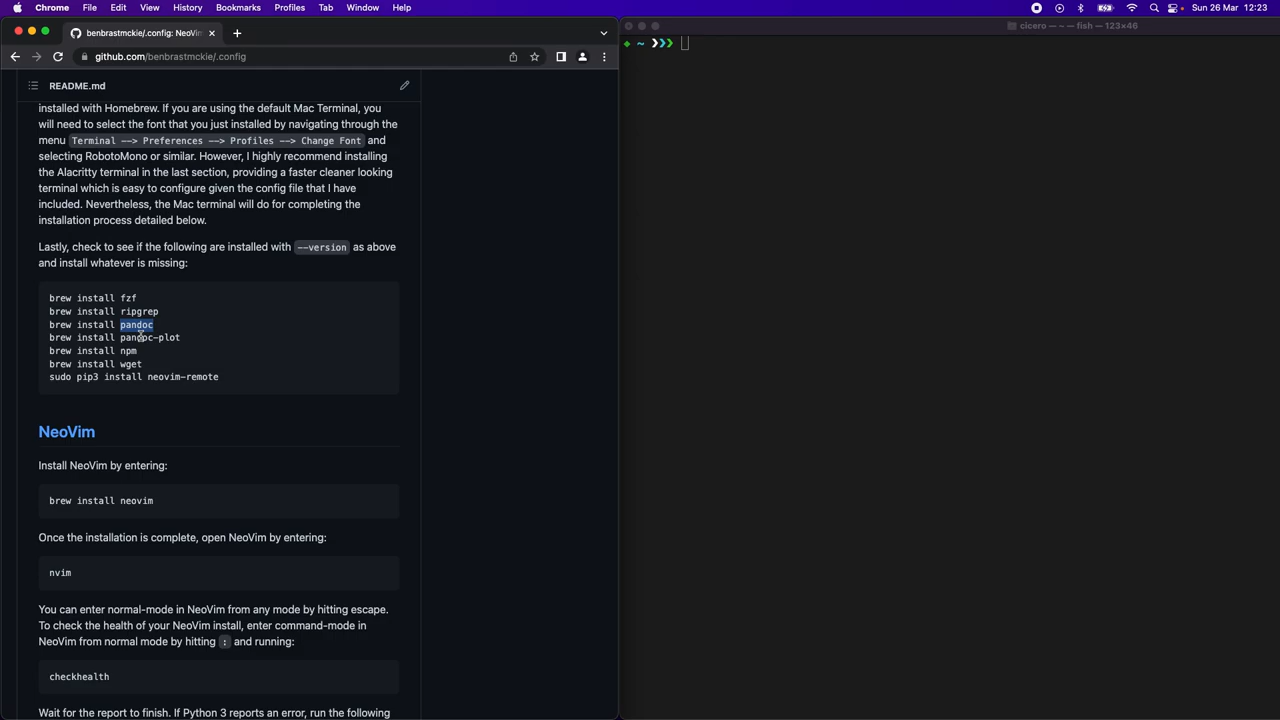 Chrome File Edit View History Bookmarks Profiles Tab Window Help Sun 26 Mar 12:23
benbrastmckie/.config: NeoVi
cicero — ~ — fish — 123×46
github.com/benbrastmckie/.config
~ ❯❯❯
README.md
installed with Homebrew. If you are using the default Mac Terminal, you
will need to select the font that you just installed by navigating through the
menu Terminal --> Preferences --> Profiles --> Change Font and
selecting RobotoMono or similar. However, I highly recommend installing
the Alacritty terminal in the last section, providing a faster cleaner looking
terminal which is easy to configure given the config file that I have
included. Nevertheless, the Mac terminal will do for completing the
installation process detailed below.
Lastly, check to see if the following are installed with --version as above
and install whatever is missing:
brew install fzf
brew install ripgrep
brew install pandoc
brew install pandoc-plot
brew install npm
brew install wget
sudo pip3 install neovim-remote
NeoVim
Install NeoVim by entering:
brew install neovim
Once the installation is complete, open NeoVim by entering:
nvim
You can enter normal-mode in NeoVim from any mode by hitting escape.
To check the health of your NeoVim install, enter command-mode in
NeoVim from normal mode by hitting : and running:
checkhealth
Wait for the report to finish. If Python 3 reports an error, run the following